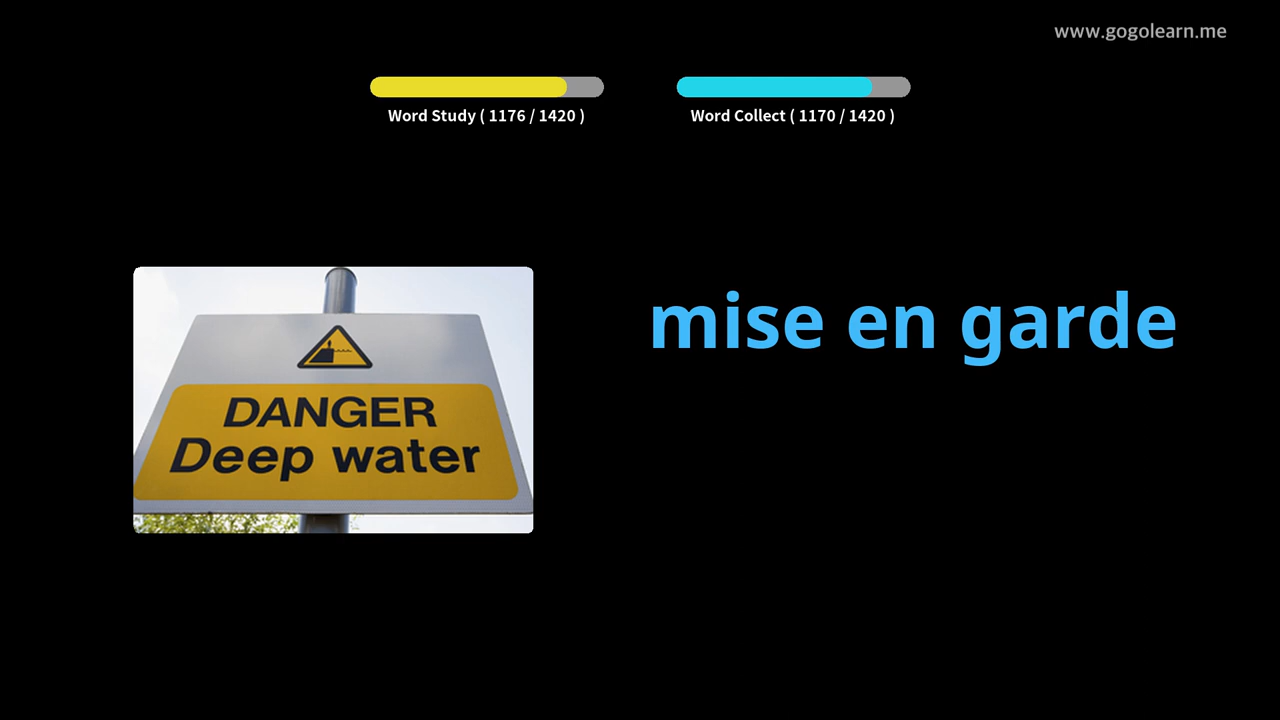 www.gogolearn.me
Word Study ( 1176 / 1420 )
Word Collect ( 1170 / 1420 )
mise en garde
DANGER
Deep water